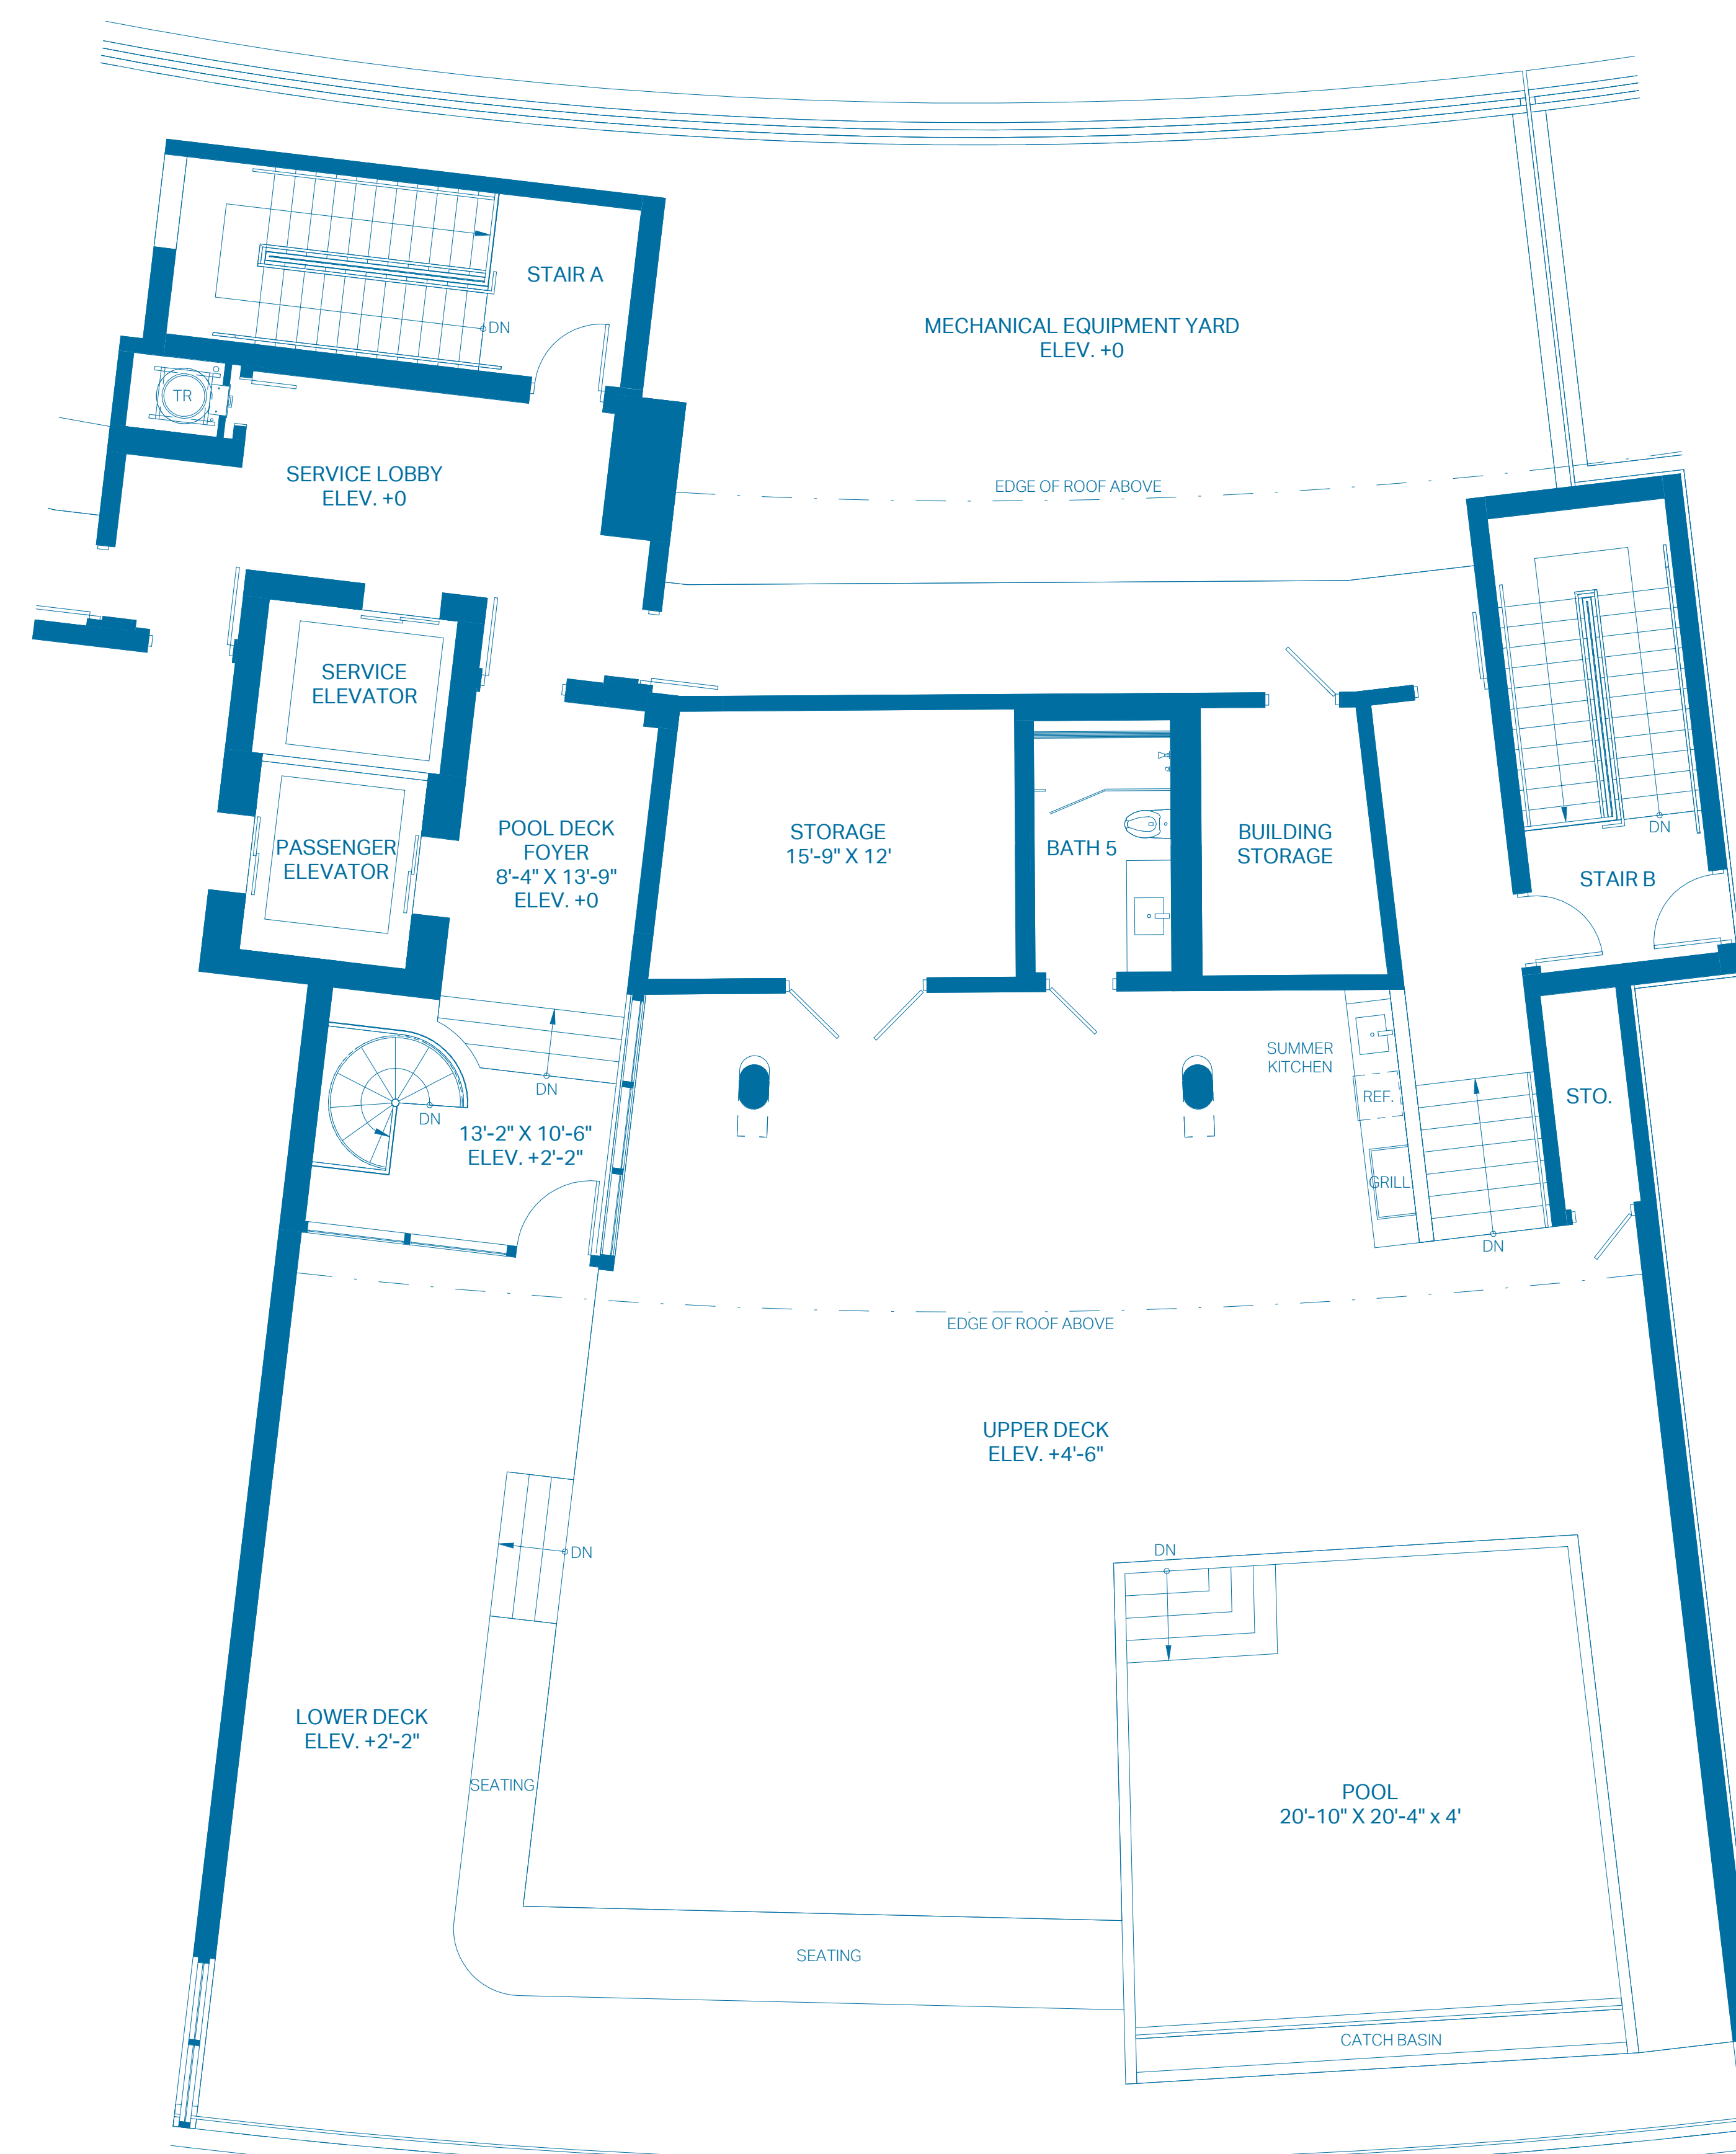 STAIR A
DN
MECHANICAL EQUIPMENT YARD
ELEV. +0
TR
SERVICE LOBBY
ELEV. +0
EDGE OF ROOF ABOVE
SERVICE
ELEVATOR
PASSENGER
ELEVATOR
POOL DECK
FOYER
8'-4" X 13'-9"
ELEV. +0
STORAGE
15'-9" X 12'
BATH 5
BUILDING
STORAGE
DN
STAIR B
SUMMER
KITCHEN
REF.
GRILL
STO.
DN
DN
DN
13'-2" X 10'-6"
ELEV. +2'-2"
EDGE OF ROOF ABOVE
UPPER DECK
ELEV. +4'-6"
DN
DN
LOWER DECK
ELEV. +2'-2"
SEATING
POOL
20'-10" X 20'-4" x 4'
SEATING
CATCH BASIN